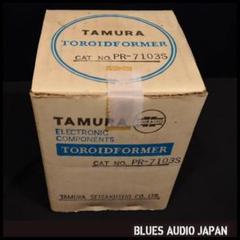 TAMURA
TOROIDFORMER
CAT NO. PR-7103S
TAMURA
ELECTRONIC
COMPONENTS
TOROIDFORMER
CAT NO. PR-7103S
TAMURA SEISAKUSHO CO., LTD.
BLUES AUDIO JAPAN